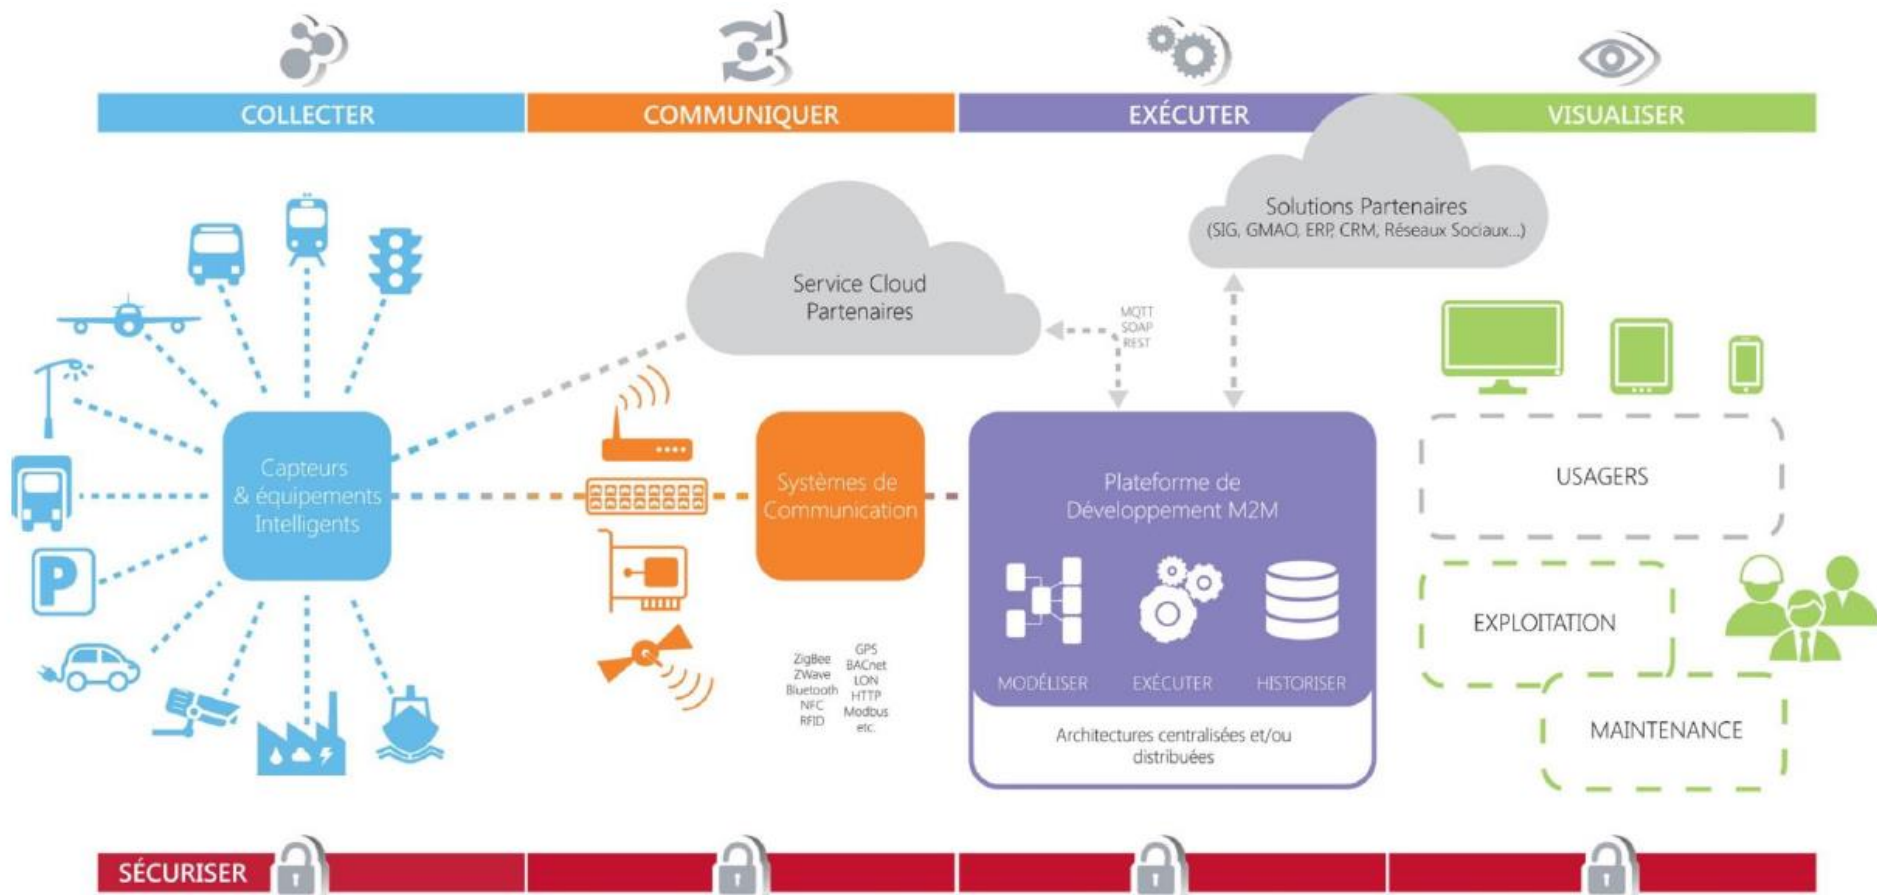 COLLECTER
COMMUNIQUER
EXÉCUTER
VISUALISER
Solutions Partenaires
(SIG, GMAO, ERP, CRM, Réseaux Sociaux...)
Service Cloud
Partenaires
MQTT
SOAP
REST
Capteurs
& équipements
Intelligents
Systèmes de
Communication
ZigBee
ZWave
Bluetooth
NFC
RFID
GPS
BACnet
LON
HTTP
Modbus
etc.
Plateforme de
Développement M2M
MODÉLISER
EXÉCUTER
HISTORISER
Architectures centralisées et/ou
distribuées
USAGERS
EXPLOITATION
MAINTENANCE
P
SÉCURISER